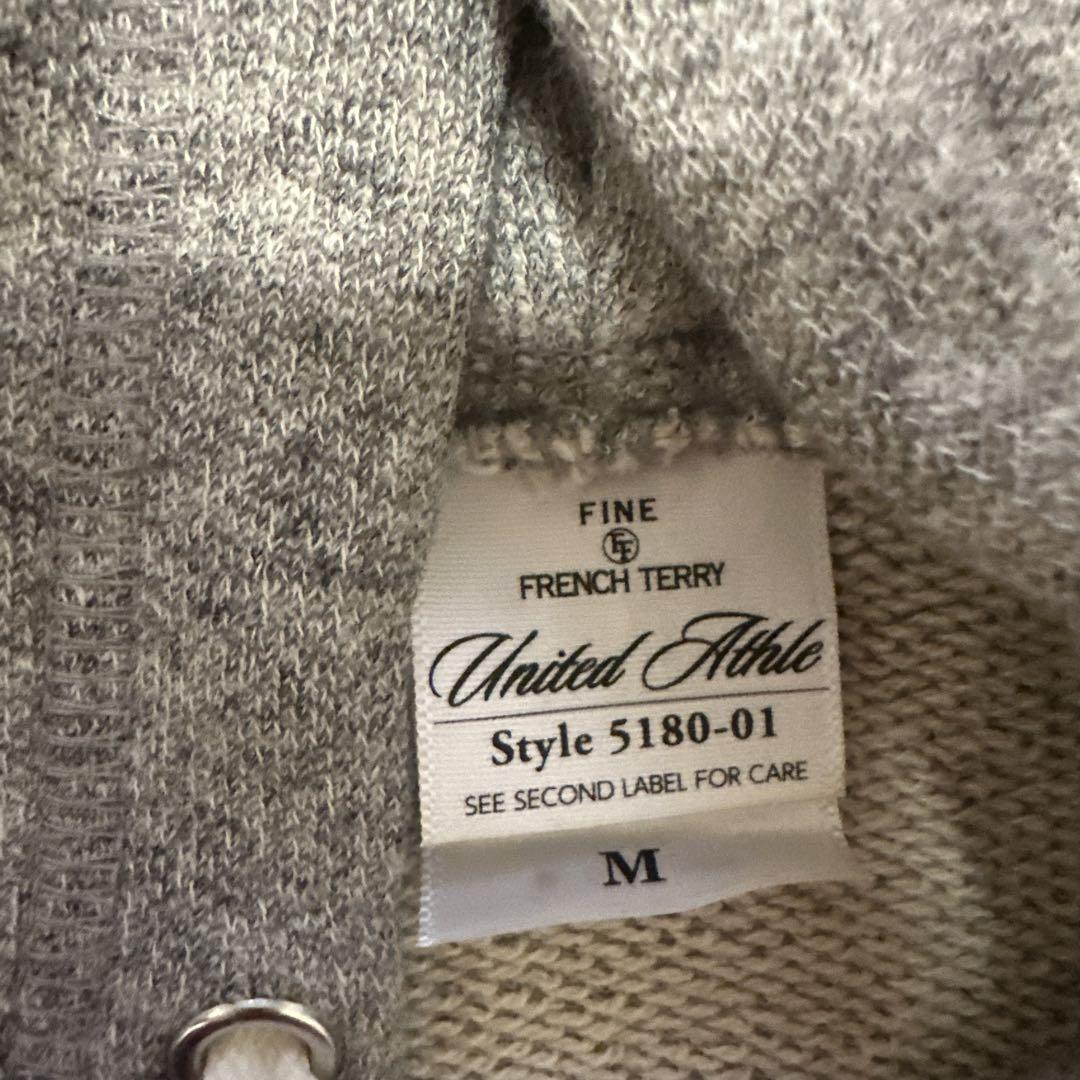 FINE
FF
FRENCH TERRY
United Athle
Style 5180-01
SEE SECOND LABEL FOR CARE
M